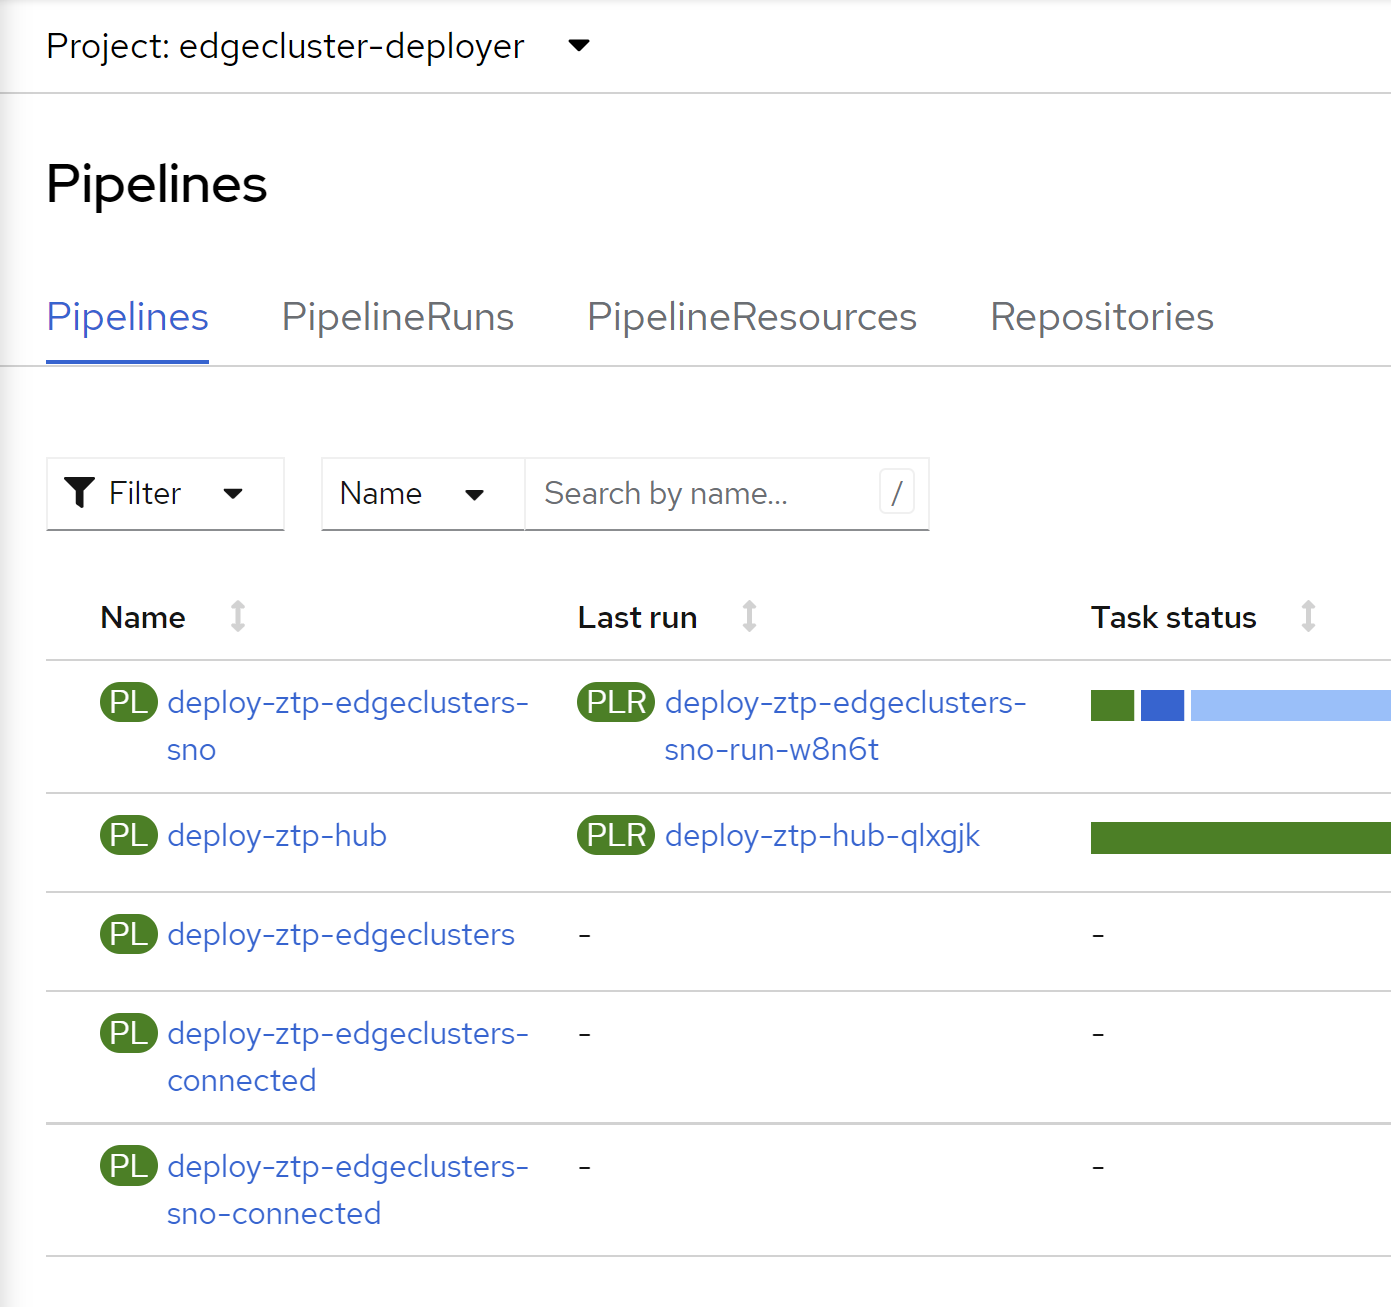 Project: edgecluster-deployer
Pipelines
Pipelines PipelineRuns PipelineResources Repositories
Filter Name Search by name... /
Name Last run Task status
PL deploy-ztp-edgeclusters- PLR deploy-ztp-edgeclusters-
sno sno-run-w8n6t
PL deploy-ztp-hub PLR deploy-ztp-hub-qlxgjk
PL deploy-ztp-edgeclusters - -
PL deploy-ztp-edgeclusters- - -
connected
PL deploy-ztp-edgeclusters- - -
sno-connected